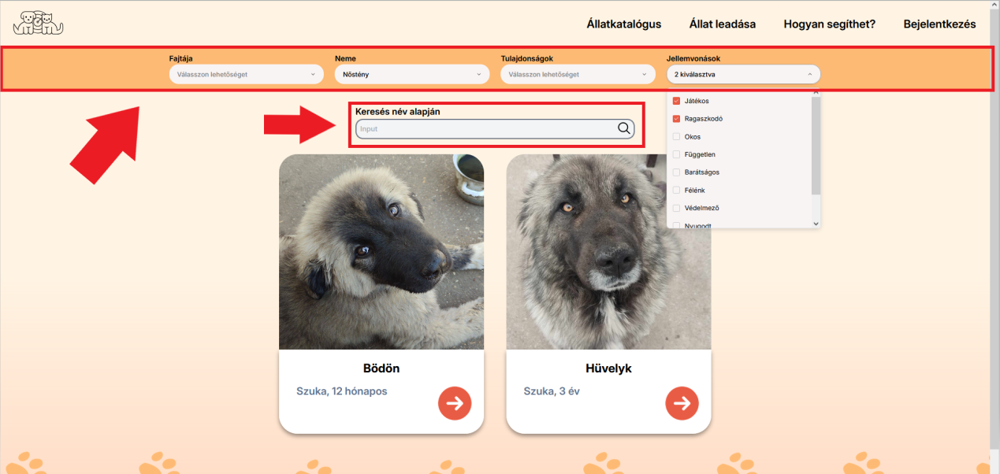 Állatkatalógus Állat leadása Hogyan segíthet? Bejelentkezés
Fajtája Neme Tulajdonságok Jellemvonások
Válasszon lehetőséget Nőstény Válasszon lehetőséget 2 kiválasztva
Játékos
Ragaszkodó
Okos
Független
Barátságos
Félénk
Védelmező
Nyugodt
Keresés név alapján
Input
Bödön
Szuka, 12 hónapos
Hüvelyk
Szuka, 3 év